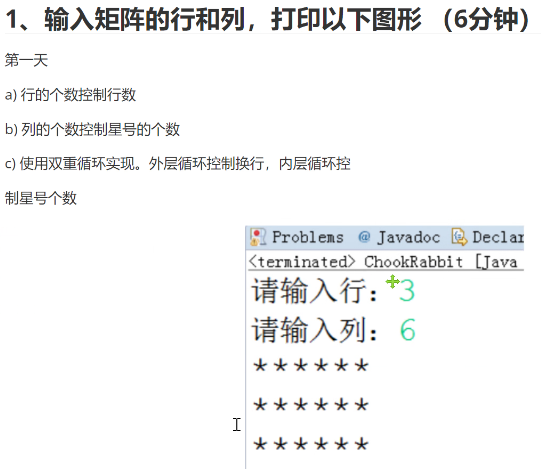 1、输入矩阵的行和列，打印以下图形 （6分钟）
第一天
a) 行的个数控制行数
b) 列的个数控制星号的个数
c) 使用双重循环实现。外层循环控制换行，内层循环控
制星号个数
Problems @ Javadoc Declar
<terminated> ChookRabbit [Java
请输入行：3
请输入列：6
******
******
******